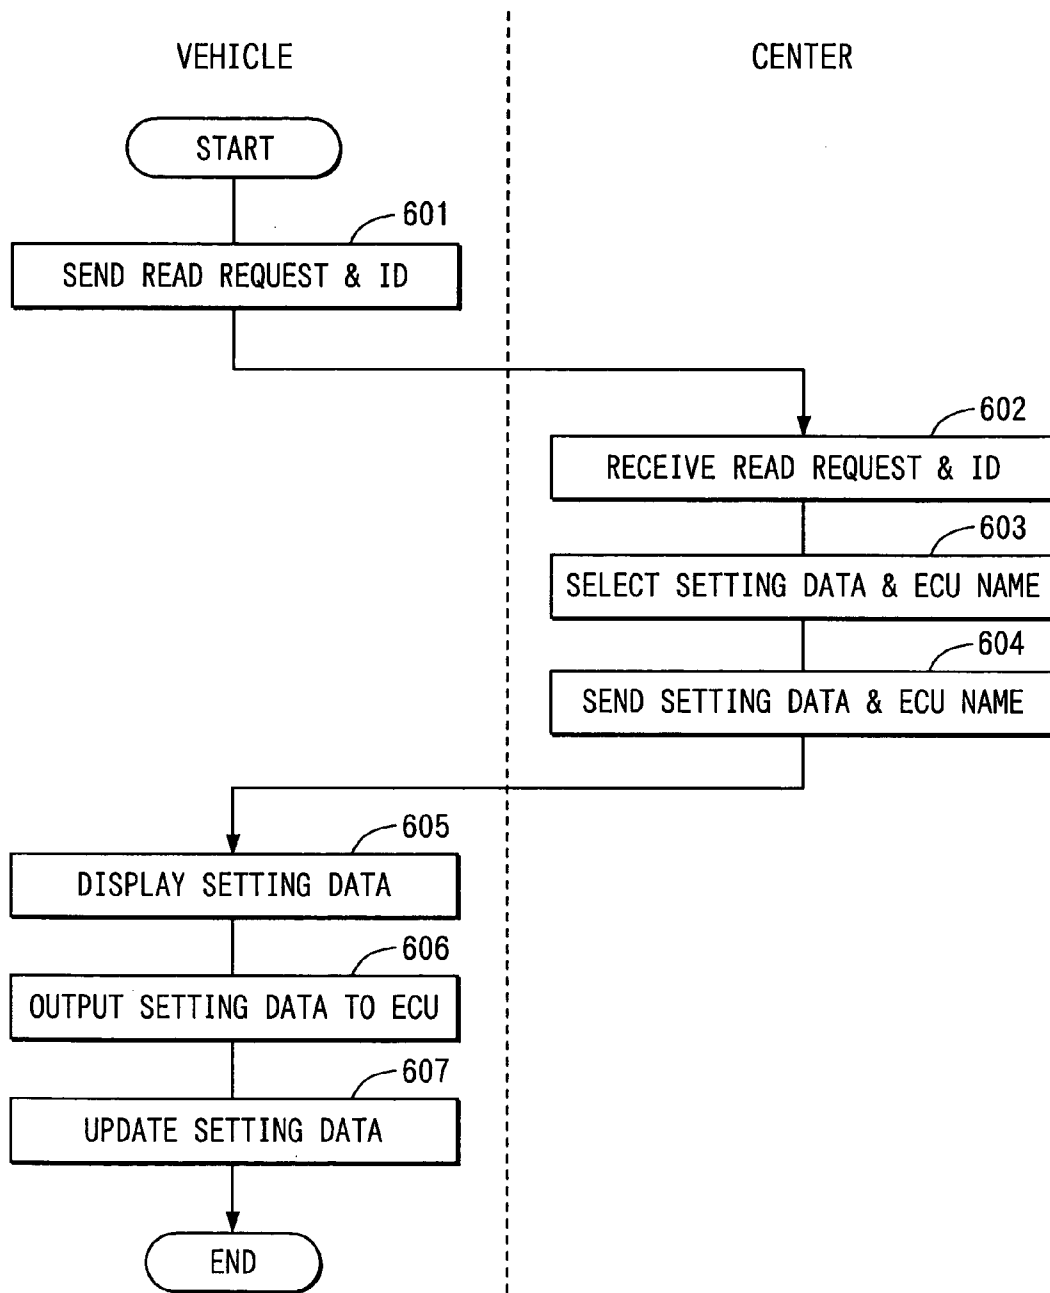 VEHICLE
CENTER
START
601
SEND READ REQUEST & ID
602
RECEIVE READ REQUEST & ID
603
SELECT SETTING DATA & ECU NAME
604
SEND SETTING DATA & ECU NAME
605
DISPLAY SETTING DATA
606
OUTPUT SETTING DATA TO ECU
607
UPDATE SETTING DATA
END